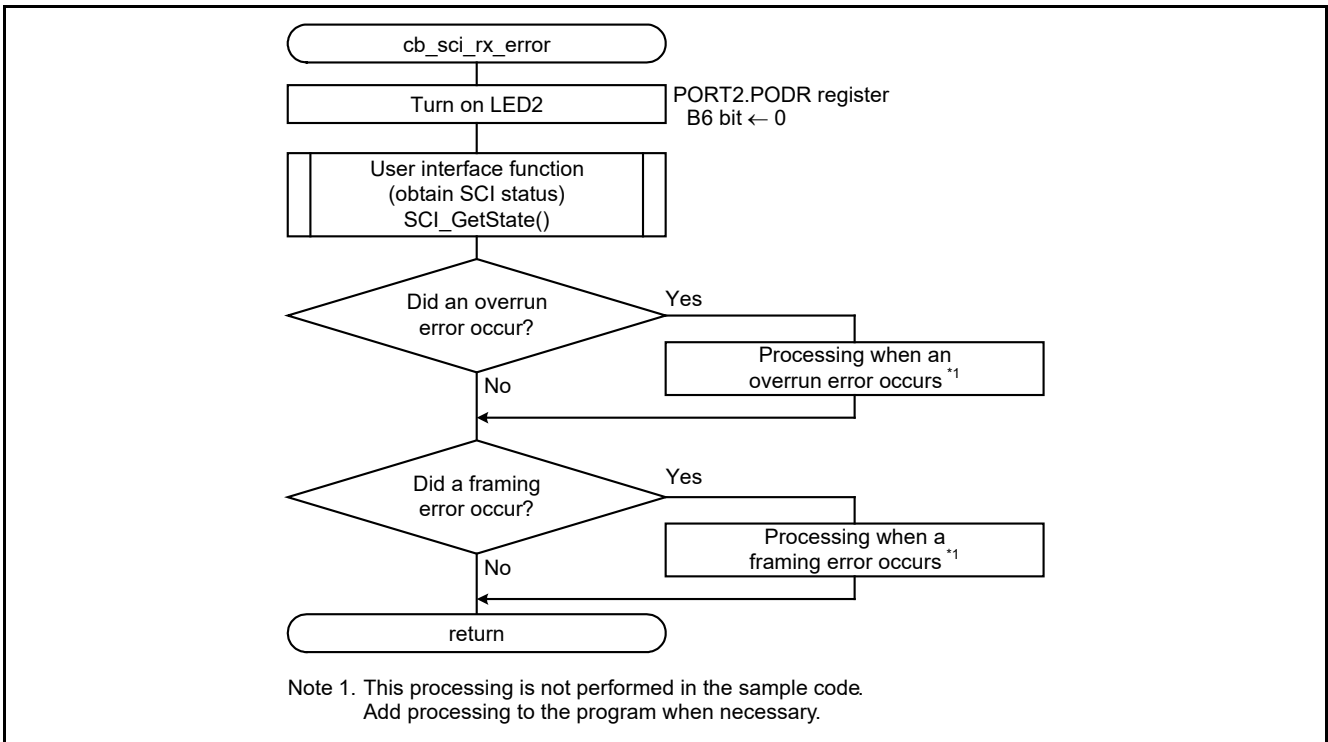 cb_sci_rx_error
Turn on LED2
PORT2.PODR register
B6 bit ← 0
User interface function
(obtain SCI status)
SCI_GetState()
Did an overrun
error occur?
Yes
Processing when an
overrun error occurs *1
No
Did a framing
error occur?
Yes
Processing when a
framing error occurs *1
No
return
Note 1. This processing is not performed in the sample code.
Add processing to the program when necessary.